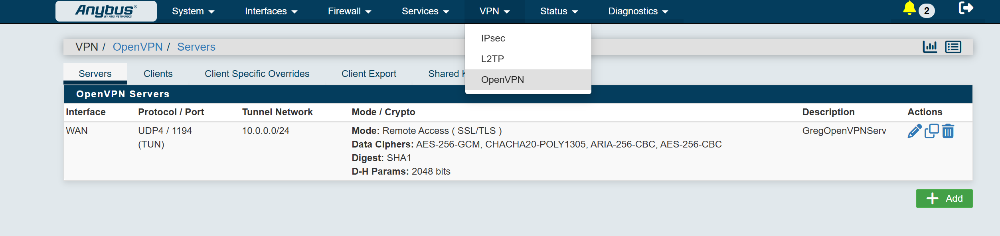 Anybus®
BY HMS NETWORKS
System
Interfaces
Firewall
Services
VPN
Status
Diagnostics
2
IPsec
L2TP
OpenVPN
VPN / OpenVPN / Servers
Servers
Clients
Client Specific Overrides
Client Export
Shared
OpenVPN Servers
Interface Protocol / Port Tunnel Network Mode / Crypto Description Actions
WAN UDP4 / 1194 10.0.0.0/24 Mode: Remote Access ( SSL/TLS ) GregOpenVPNServ
(TUN) Data Ciphers: AES-256-GCM, CHACHA20-POLY1305, ARIA-256-CBC, AES-256-CBC
Digest: SHA1
D-H Params: 2048 bits
Add